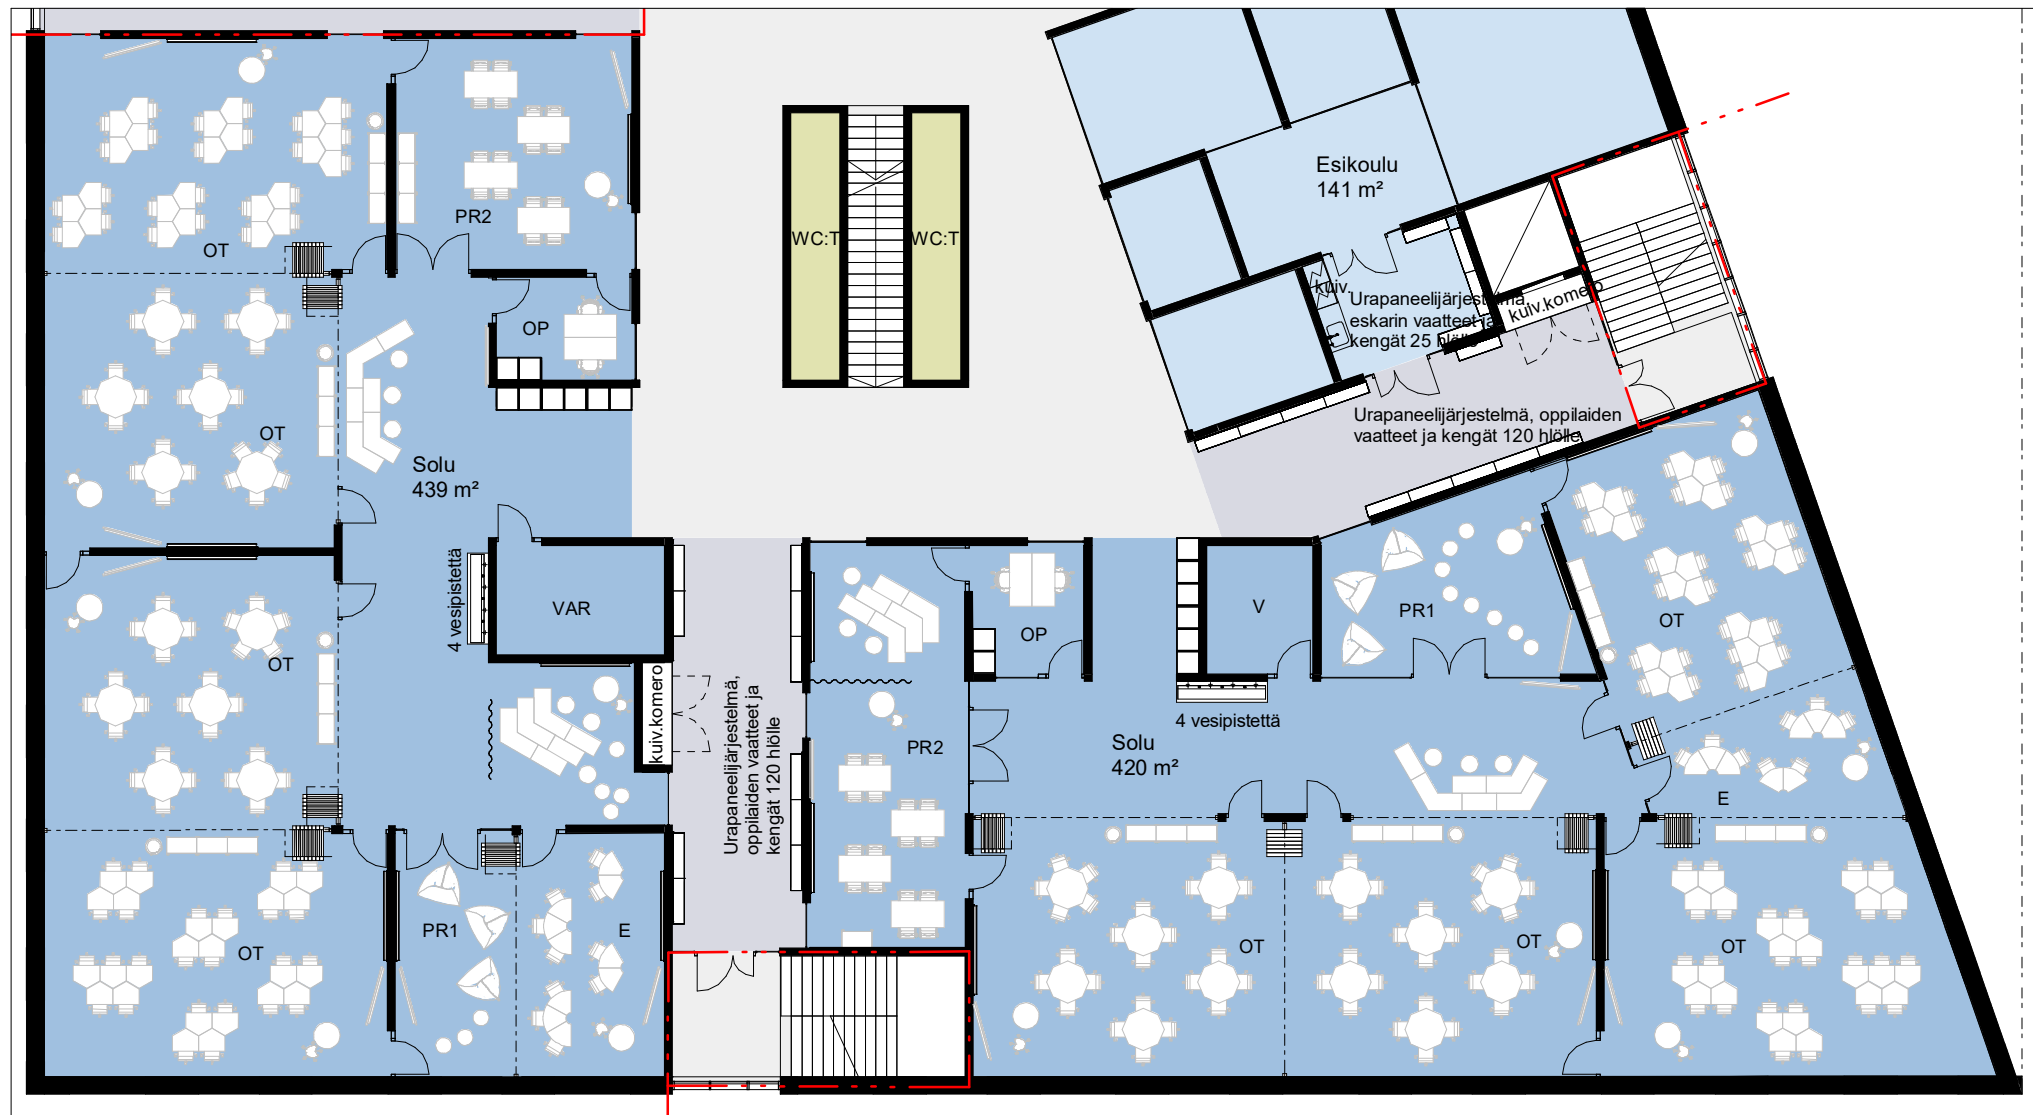 Esikoulu
141 m²
PR2
OT
WC:T
WC:T
kuiv.
Urapaneelijärjestelmä
eskarin vaatteet ja
kengät 25 hlölle
kuiv.komero
OP
Urapaneelijärjestelmä, oppilaiden
vaatteet ja kengät 120 hlölle
OT
Solu
439 m²
4 vesipistettä
VAR
V
PR1
OT
OP
OT
kuiv.komero
Urapaneelijärjestelmä,
oppilaiden vaatteet ja
kengät 120 hlölle
4 vesipistettä
PR2
Solu
420 m²
E
PR1
E
OT
OT
OT
OT